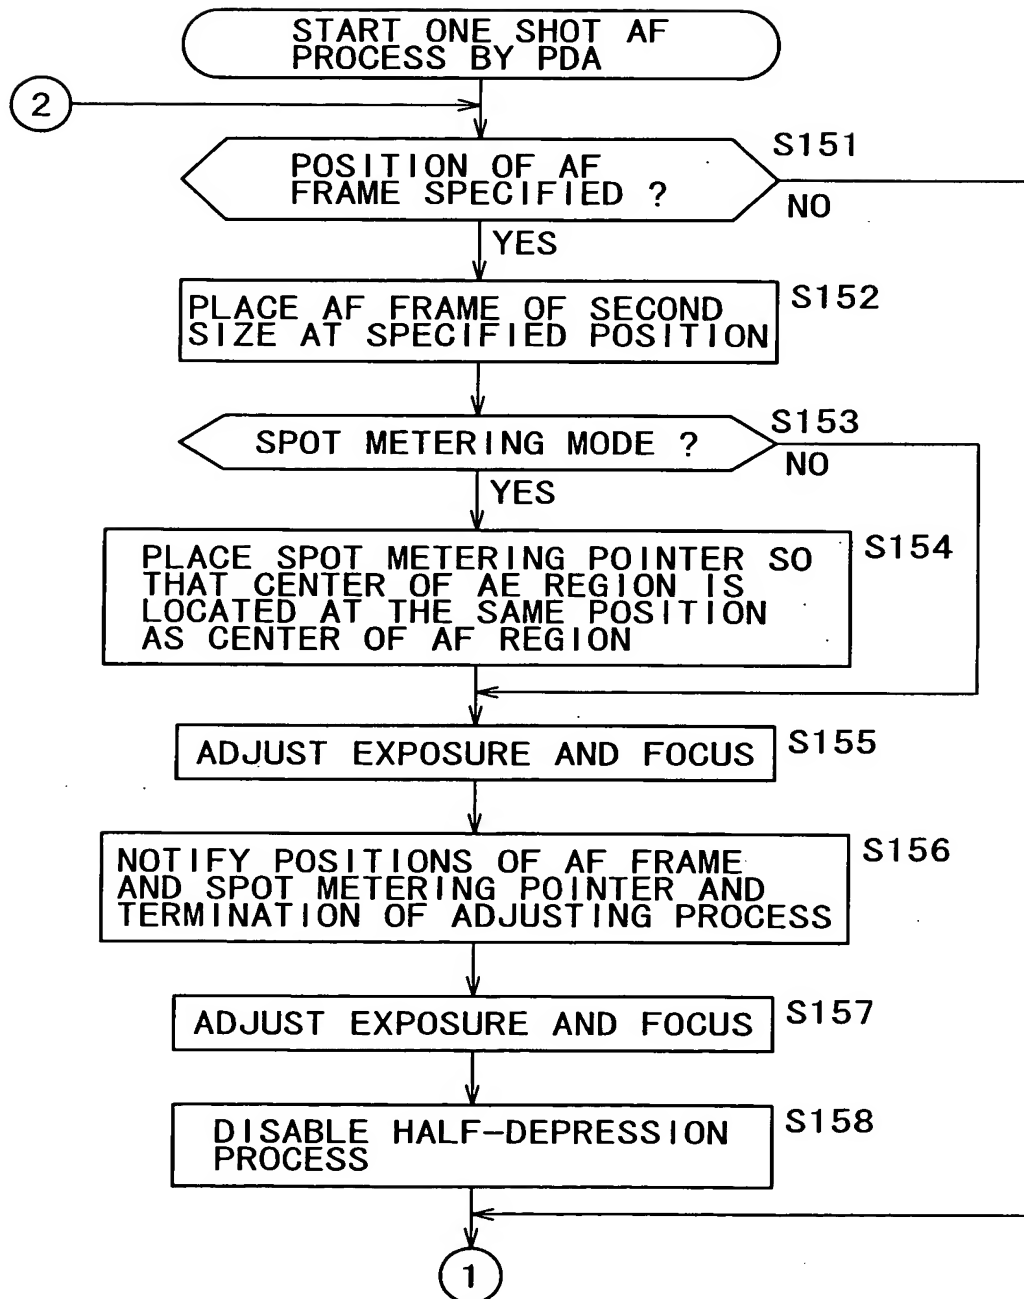 START ONE SHOT AF
PROCESS BY PDA
2
S151
POSITION OF AF
FRAME SPECIFIED ?
NO
YES
S152
PLACE AF FRAME OF SECOND
SIZE AT SPECIFIED POSITION
S153
SPOT METERING MODE ?
NO
YES
S154
PLACE SPOT METERING POINTER SO
THAT CENTER OF AE REGION IS
LOCATED AT THE SAME POSITION
AS CENTER OF AF REGION
S155
ADJUST EXPOSURE AND FOCUS
S156
NOTIFY POSITIONS OF AF FRAME
AND SPOT METERING POINTER AND
TERMINATION OF ADJUSTING PROCESS
S157
ADJUST EXPOSURE AND FOCUS
S158
DISABLE HALF-DEPRESSION
PROCESS
1